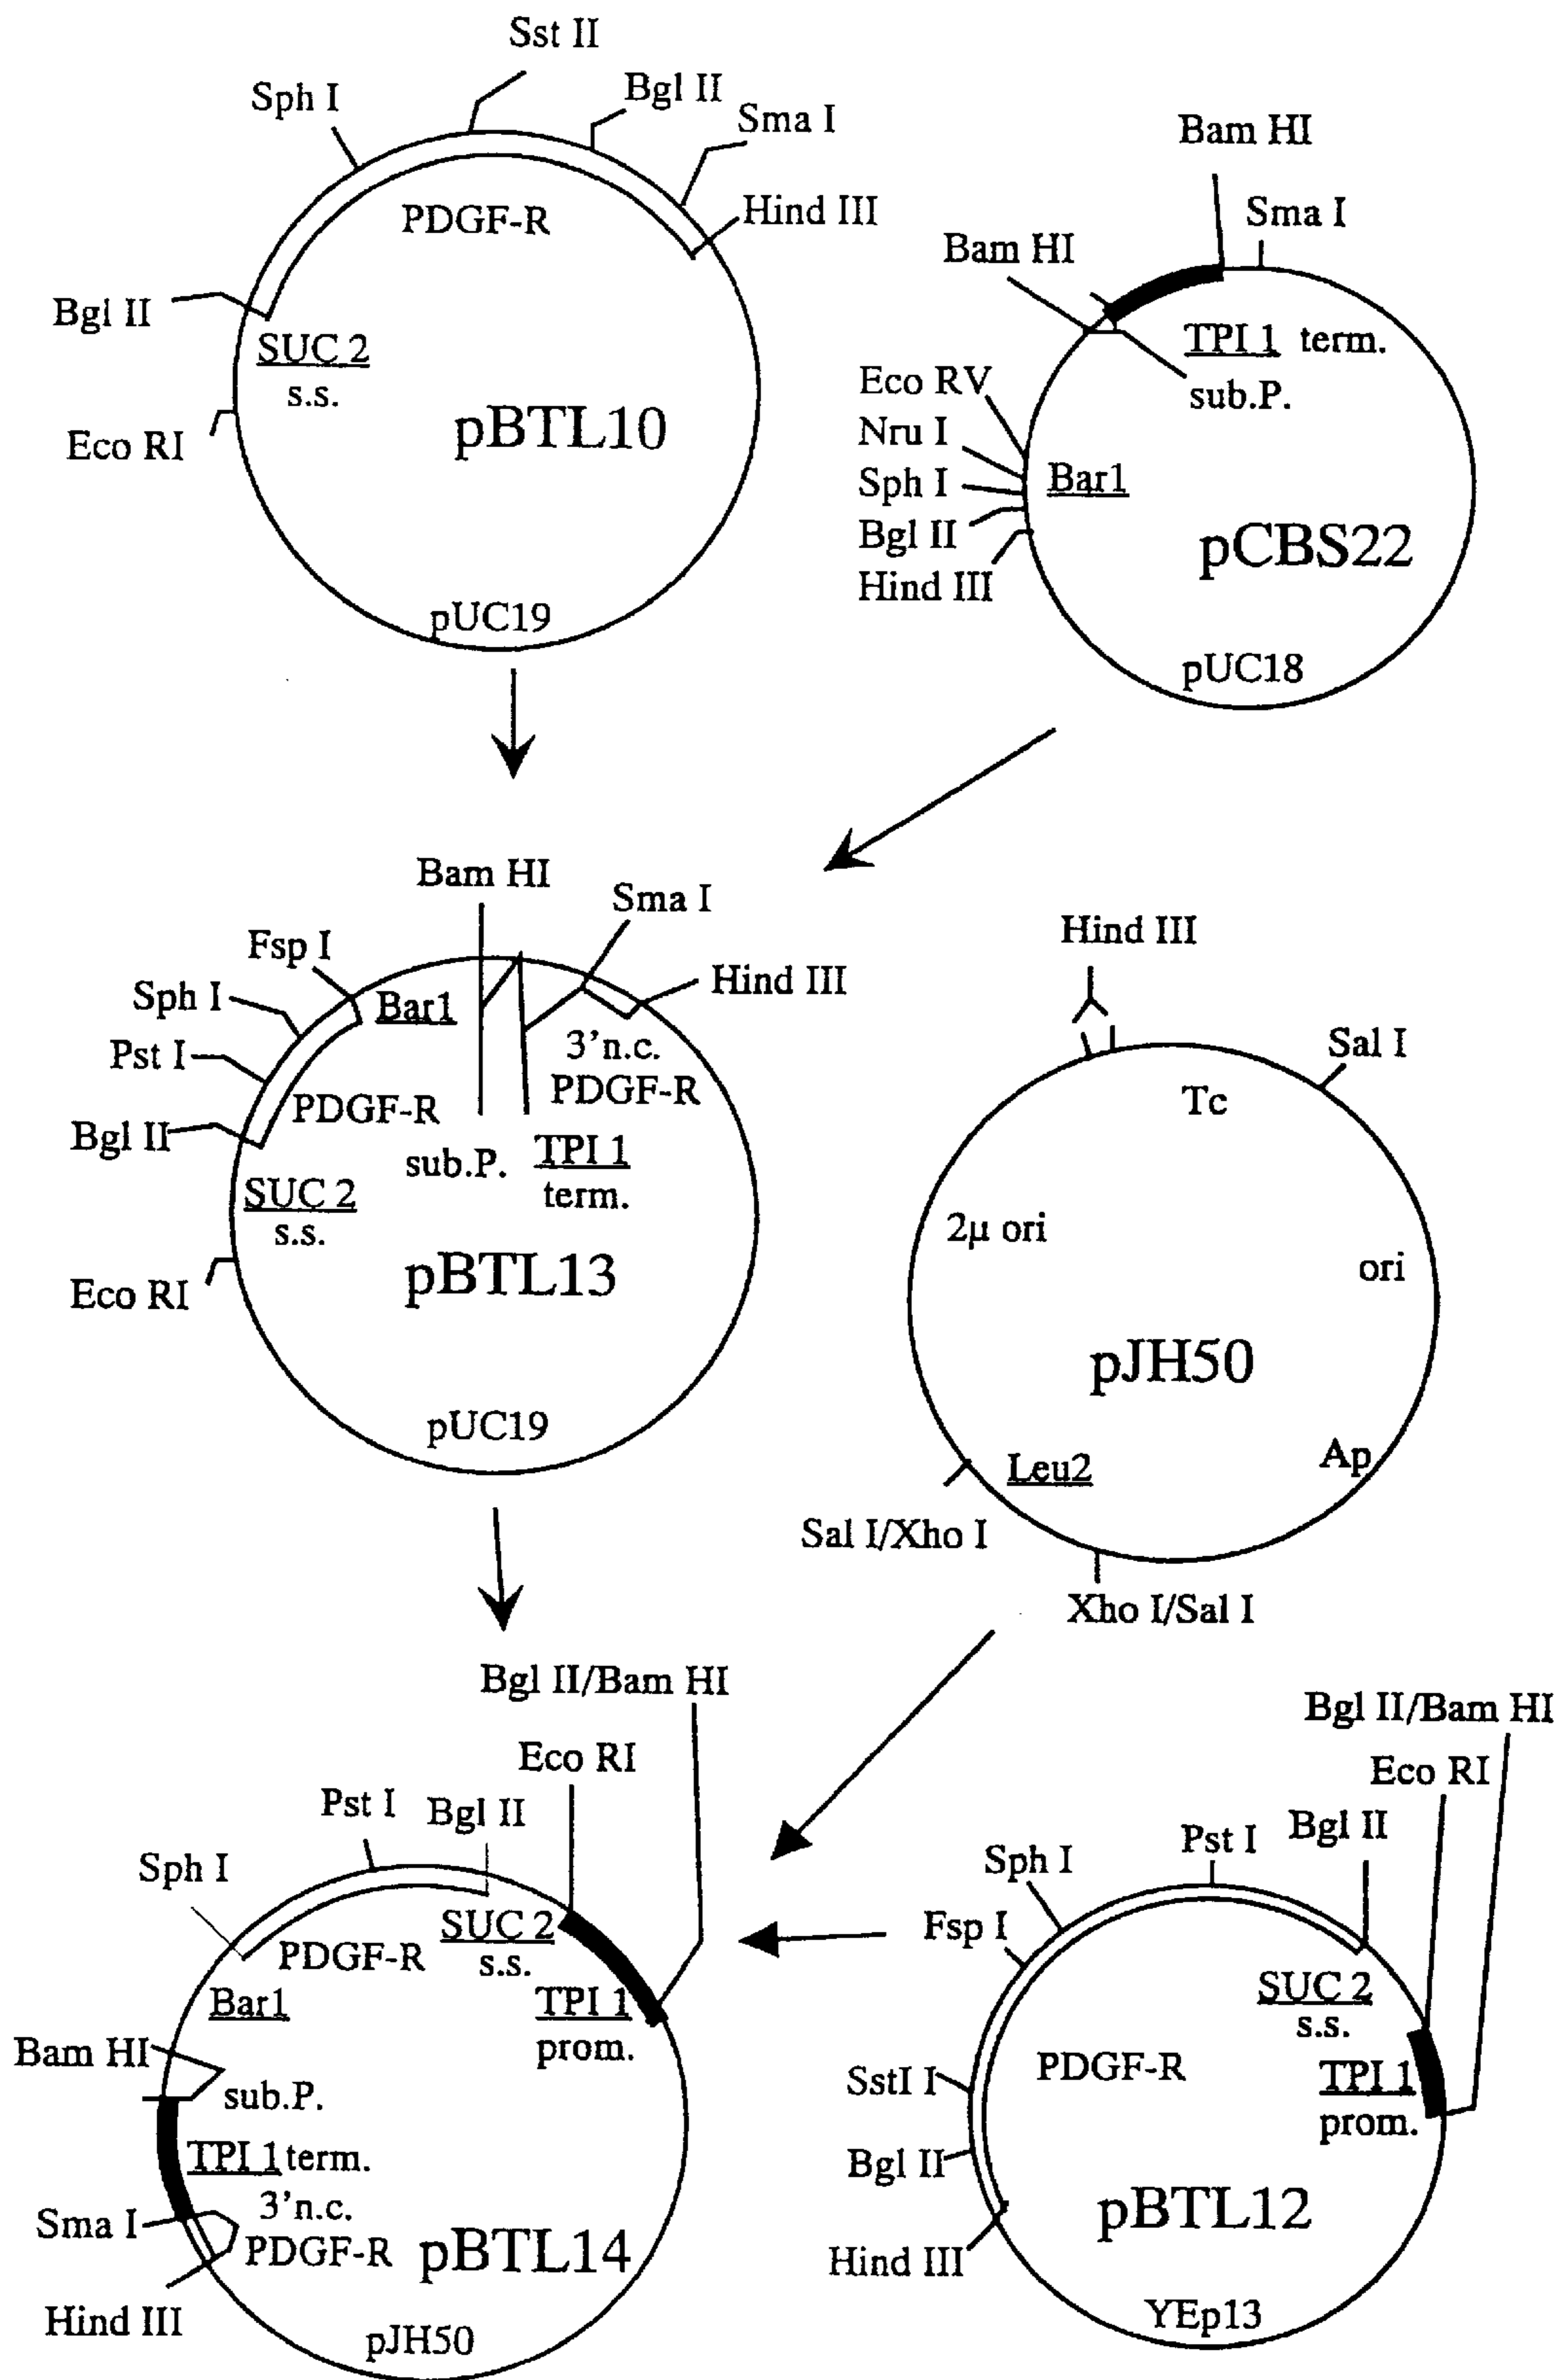 Sst II
Sph I
Bgl II
Sma I
PDGF-R
Hind III
Bgl II
SUC 2
s.s.
Eco RI
pBTL10
pUC19
Bam HI
Sma I
Bam HI
TPI 1 term.
sub.P.
Eco RV
Nru I
Sph I
Bar1
Bgl II
pCBS22
Hind III
pUC18
Bam HI
Sma I
Fsp I
Hind III
Sph I
Bar1
Pst I
3'n.c.
PDGF-R
PDGF-R
Bgl II
sub.P.
TPI 1
term.
SUC 2
s.s.
pBTL13
Eco RI
pUC19
Hind III
Sal I
Tc
2µ ori
ori
pJH50
Leu2
Ap
Sal I/Xho I
Xho I/Sal I
Bgl II/Bam HI
Eco RI
Pst I
Bgl II
Sph I
SUC 2
s.s.
PDGF-R
Bar1
TPI 1
prom.
Bam HI
sub.P.
TPI 1 term.
3'n.c.
Sma I
PDGF-R
pBTL14
Hind III
pJH50
Bgl II/Bam HI
Eco RI
Pst I
Bgl II
Sph I
Fsp I
SUC 2
s.s.
PDGF-R
SstI I
TPI 1
prom.
Bgl II
pBTL12
Hind III
YEp13